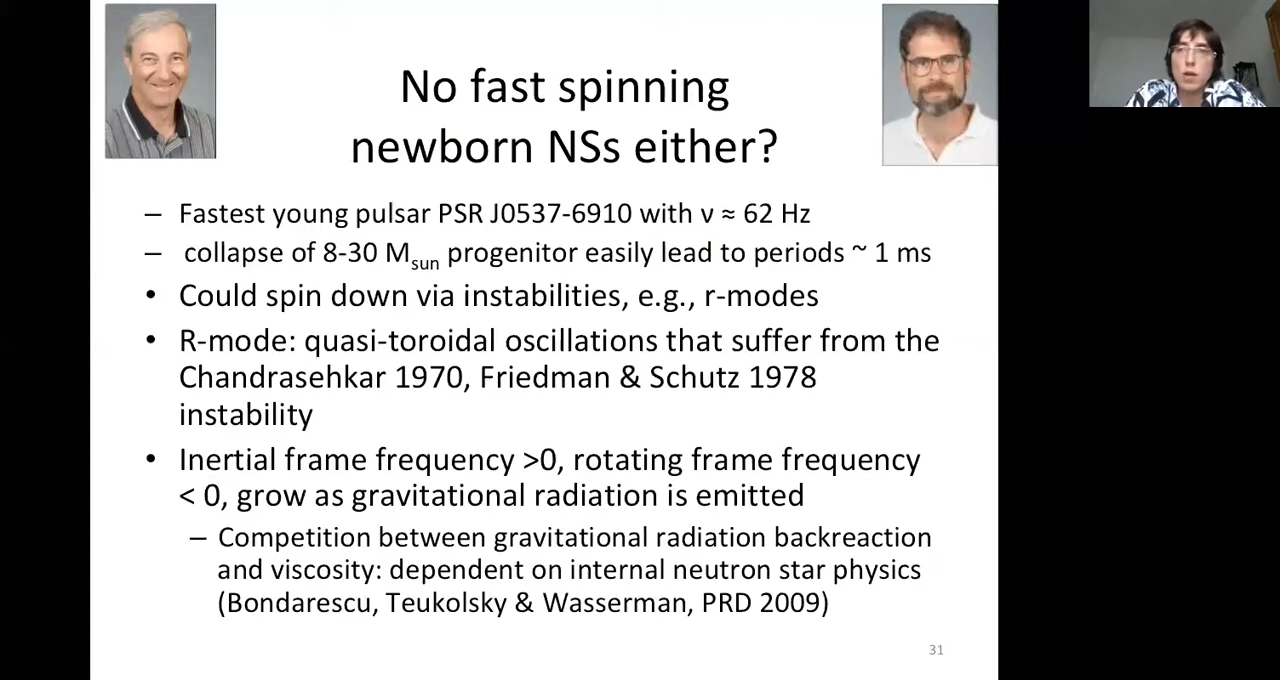 No fast spinning
newborn NSs either?
– Fastest young pulsar PSR J0537-6910 with ν ≈ 62 Hz
– collapse of 8-30 Msun progenitor easily lead to periods ~ 1 ms
• Could spin down via instabilities, e.g., r-modes
• R-mode: quasi-toroidal oscillations that suffer from the
Chandrasehkar 1970, Friedman & Schutz 1978
instability
• Inertial frame frequency >0, rotating frame frequency
< 0, grow as gravitational radiation is emitted
– Competition between gravitational radiation backreaction
and viscosity: dependent on internal neutron star physics
(Bondarescu, Teukolsky & Wasserman, PRD 2009)
31